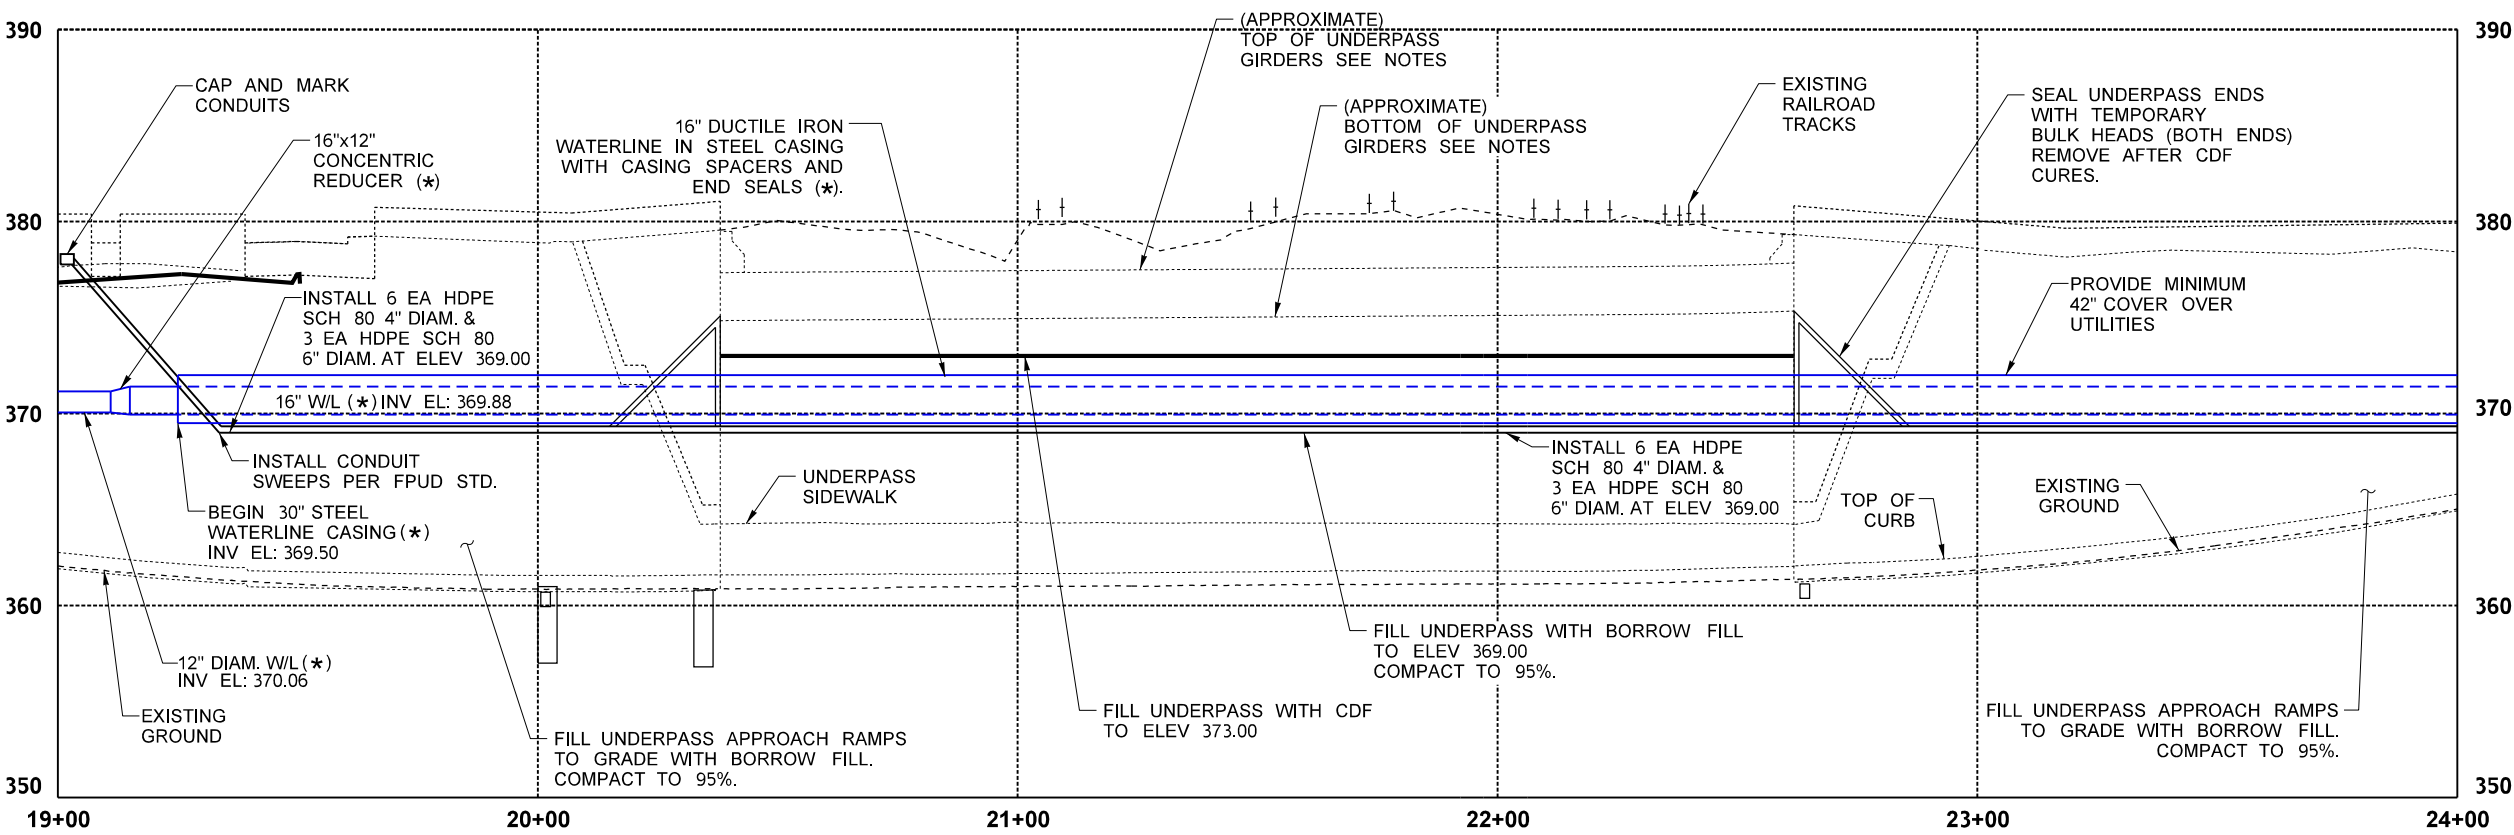 390
390
(APPROXIMATE)
TOP OF UNDERPASS
GIRDERS SEE NOTES
CAP AND MARK
CONDUITS
16"x12"
CONCENTRIC
REDUCER (*)
16" DUCTILE IRON
WATERLINE IN STEEL CASING
WITH CASING SPACERS AND
END SEALS (*).
(APPROXIMATE)
BOTTOM OF UNDERPASS
GIRDERS SEE NOTES
EXISTING
RAILROAD
TRACKS
SEAL UNDERPASS ENDS
WITH TEMPORARY
BULK HEADS (BOTH ENDS)
REMOVE AFTER CDF
CURES.
380
380
INSTALL 6 EA HDPE
SCH 80 4" DIAM. &
3 EA HDPE SCH 80
6" DIAM. AT ELEV 369.00
PROVIDE MINIMUM
42" COVER OVER
UTILITIES
16" W/L (*) INV EL: 369.88
370
370
INSTALL CONDUIT
SWEEPS PER FPUD STD.
UNDERPASS
SIDEWALK
INSTALL 6 EA HDPE
SCH 80 4" DIAM. &
3 EA HDPE SCH 80
6" DIAM. AT ELEV 369.00
TOP OF
CURB
EXISTING
GROUND
BEGIN 30" STEEL
WATERLINE CASING (*)
INV EL: 369.50
360
360
12" DIAM. W/L (*)
INV EL: 370.06
EXISTING
GROUND
FILL UNDERPASS APPROACH RAMPS
TO GRADE WITH BORROW FILL.
COMPACT TO 95%.
FILL UNDERPASS WITH CDF
TO ELEV 373.00
FILL UNDERPASS WITH BORROW FILL
TO ELEV 369.00
COMPACT TO 95%.
FILL UNDERPASS APPROACH RAMPS
TO GRADE WITH BORROW FILL.
COMPACT TO 95%.
350
350
19+00
20+00
21+00
22+00
23+00
24+00